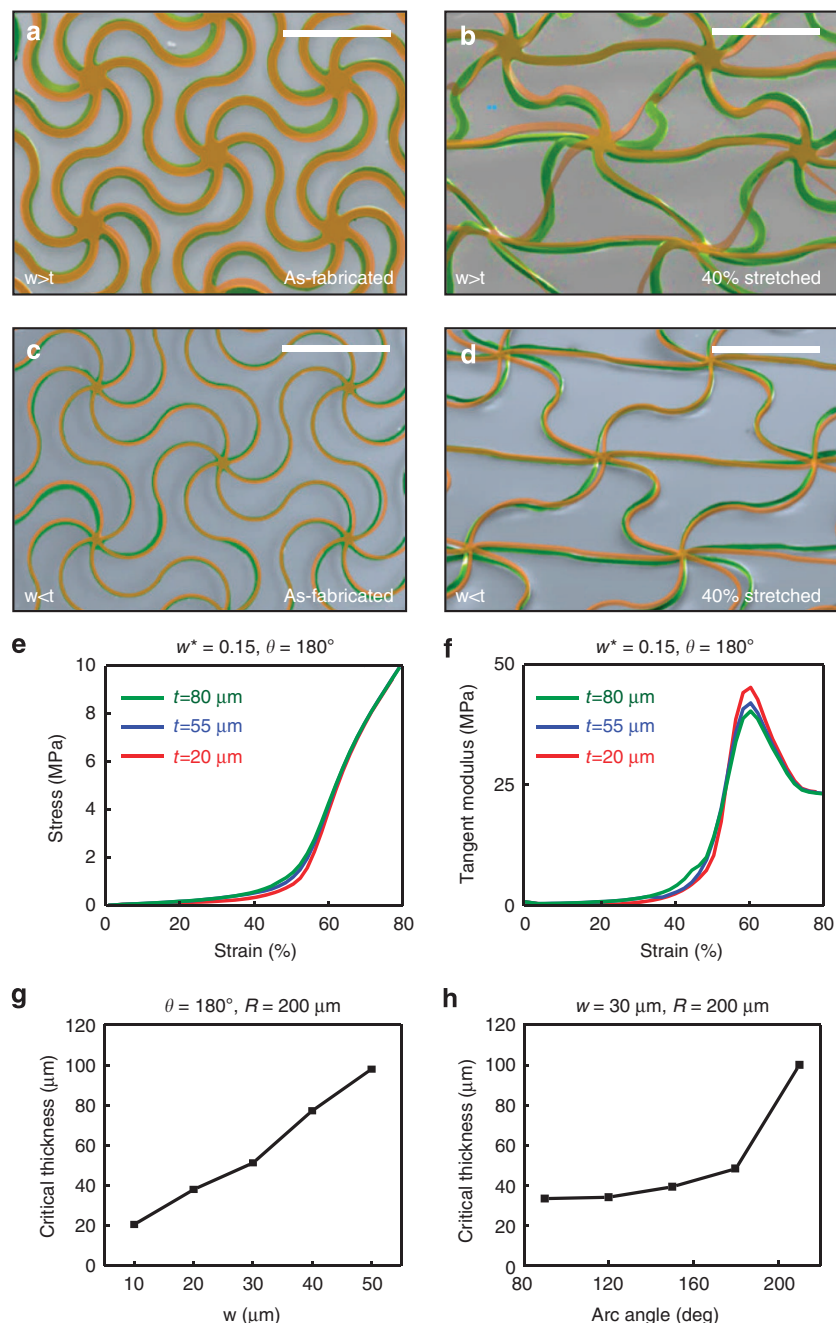 a
w>t
As-fabricated
b
w>t
40% stretched
c
w<t
As-fabricated
d
w<t
40% stretched
e
w* = 0.15, θ = 180°
10
8
6
4
2
0
Stress (MPa)
t=80 μm
t=55 μm
t=20 μm
0 20 40 60 80
Strain (%)
f
w* = 0.15, θ = 180°
50
25
0
Tangent modulus (MPa)
t=80 μm
t=55 μm
t=20 μm
0 20 40 60 80
Strain (%)
g
θ = 180°, R = 200 μm
120
100
80
60
40
20
0
Critical thickness (μm)
10 20 30 40 50
w (μm)
h
w = 30 μm, R = 200 μm
120
100
80
60
40
20
0
Critical thickness (μm)
80 120 160 200
Arc angle (deg)